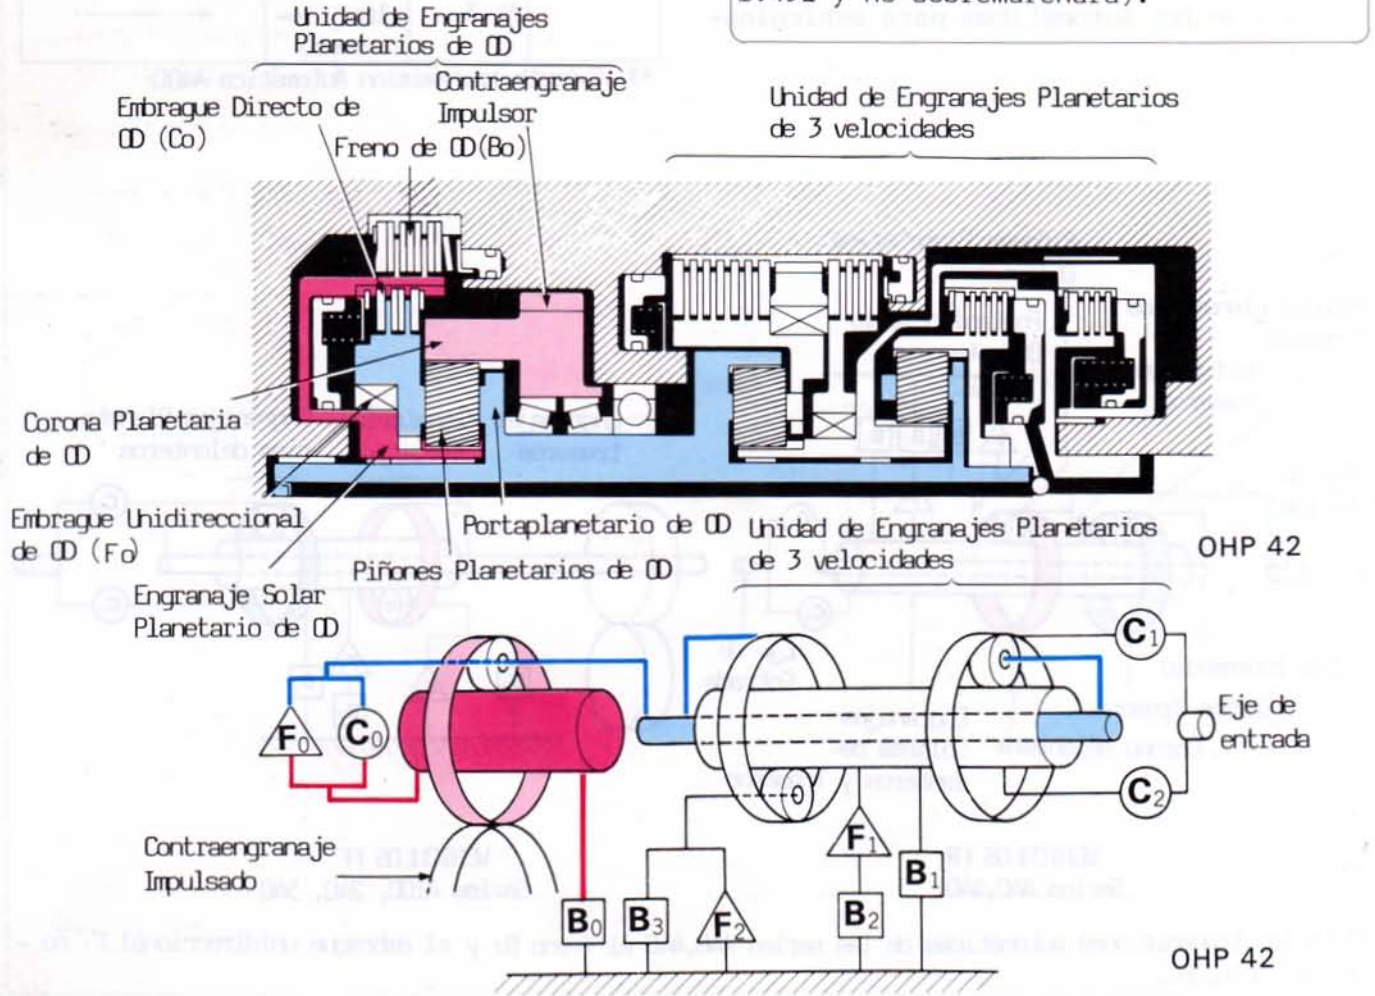 Unidad de Engranajes
Planetarios de OD
Contraengranaje
Impulsor
Embrague Directo de
OD (Co)
Freno de OD(Bo)
Unidad de Engranajes Planetarios
de 3 velocidades
Corona Planetaria
de OD
Embrague Unidireccional
de OD (Fo)
Portaplanetario de OD
Unidad de Engranajes Planetarios
de 3 velocidades
OHP 42
Piñones Planetarios de OD
Engranaje Solar
Planetario de OD
C1
F0
C0
Eje de
entrada
C2
Contraengranaje
Impulsado
F1
B1
B0
B3
F2
B2
OHP 42